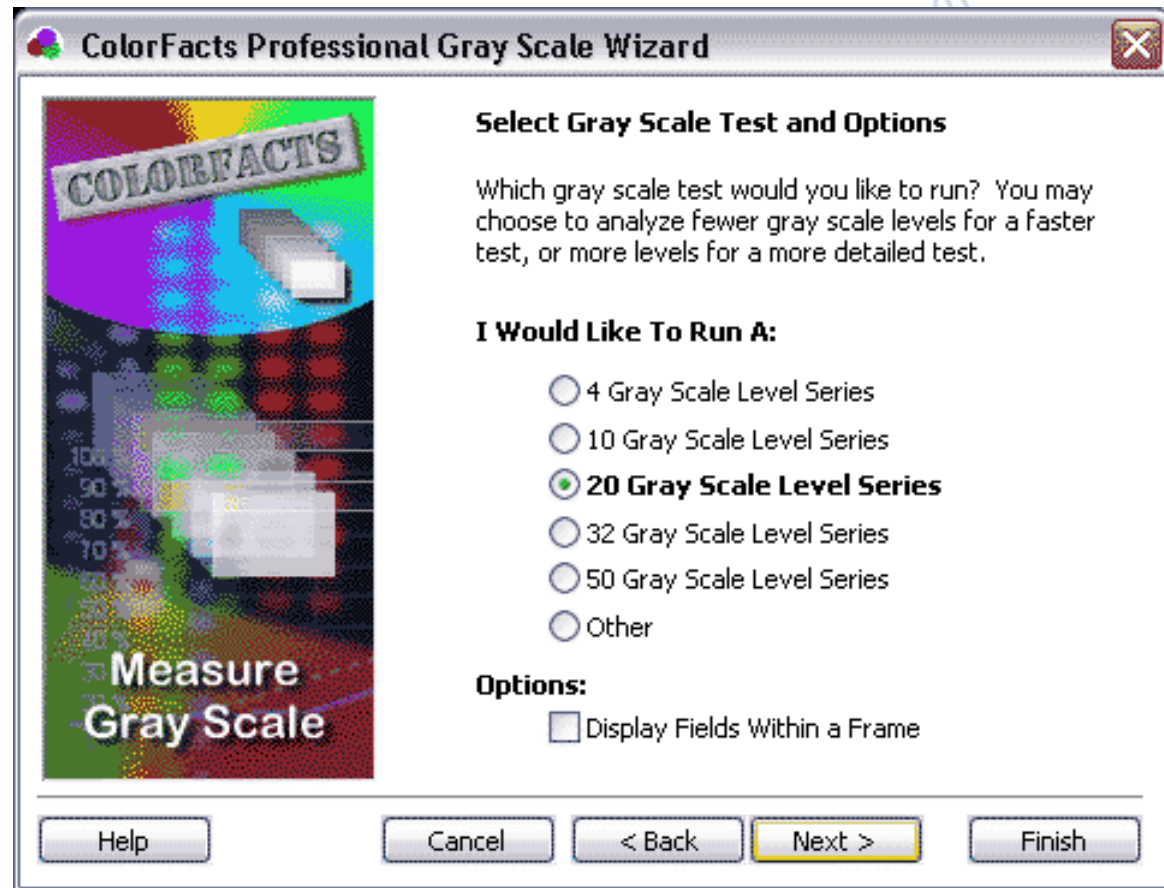 ColorFacts Professional Gray Scale Wizard
COLORFACTS
Select Gray Scale Test and Options
Which gray scale test would you like to run? You may
choose to analyze fewer gray scale levels for a faster
test, or more levels for a more detailed test.
I Would Like To Run A:
4 Gray Scale Level Series
10 Gray Scale Level Series
20 Gray Scale Level Series
32 Gray Scale Level Series
50 Gray Scale Level Series
Other
100 %
90 %
80 %
70 %
Measure
Gray Scale
Options:
Display Fields Within a Frame
Help
Cancel
< Back
Next >
Finish